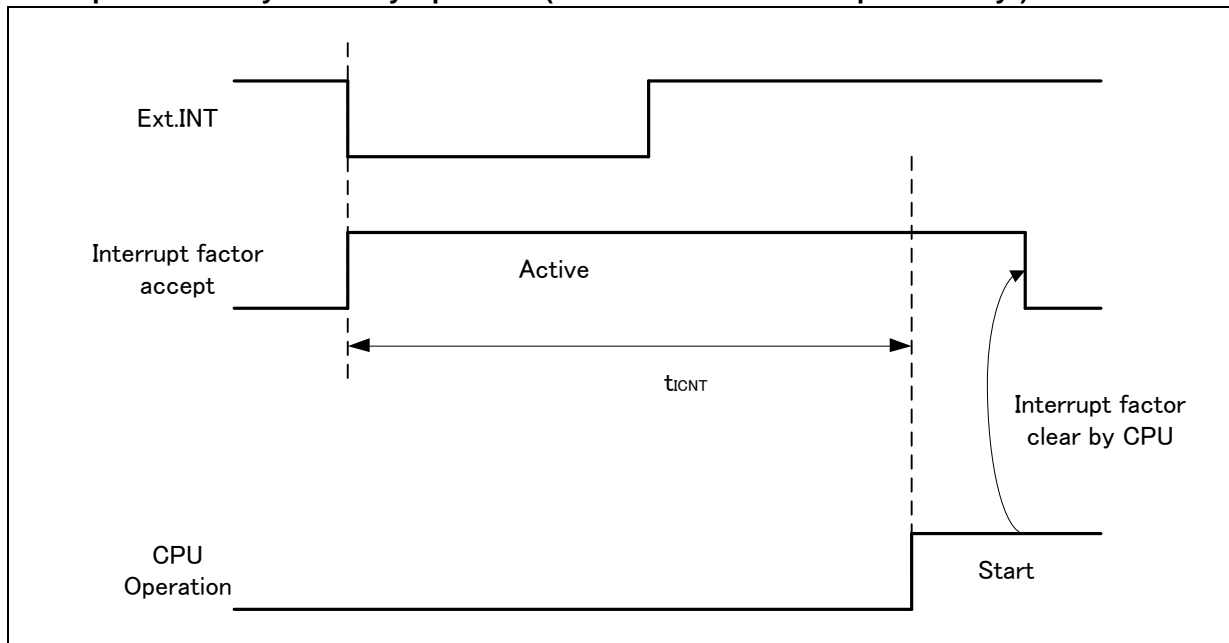 Ext.INT
Interrupt factor
accept
Active
tICNT
Interrupt factor
clear by CPU
CPU
Operation
Start